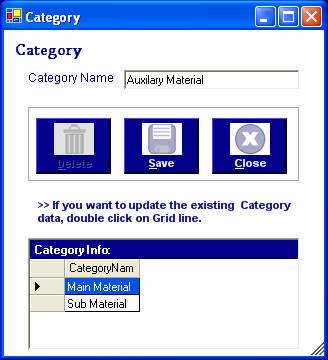 Category
Category
Category Name
Auxilary Material
Delete
Save
Close
>> If you want to update the existing Category
data, double click on Grid line.
Category Info:
CategoryNam
Main Material
Sub Material